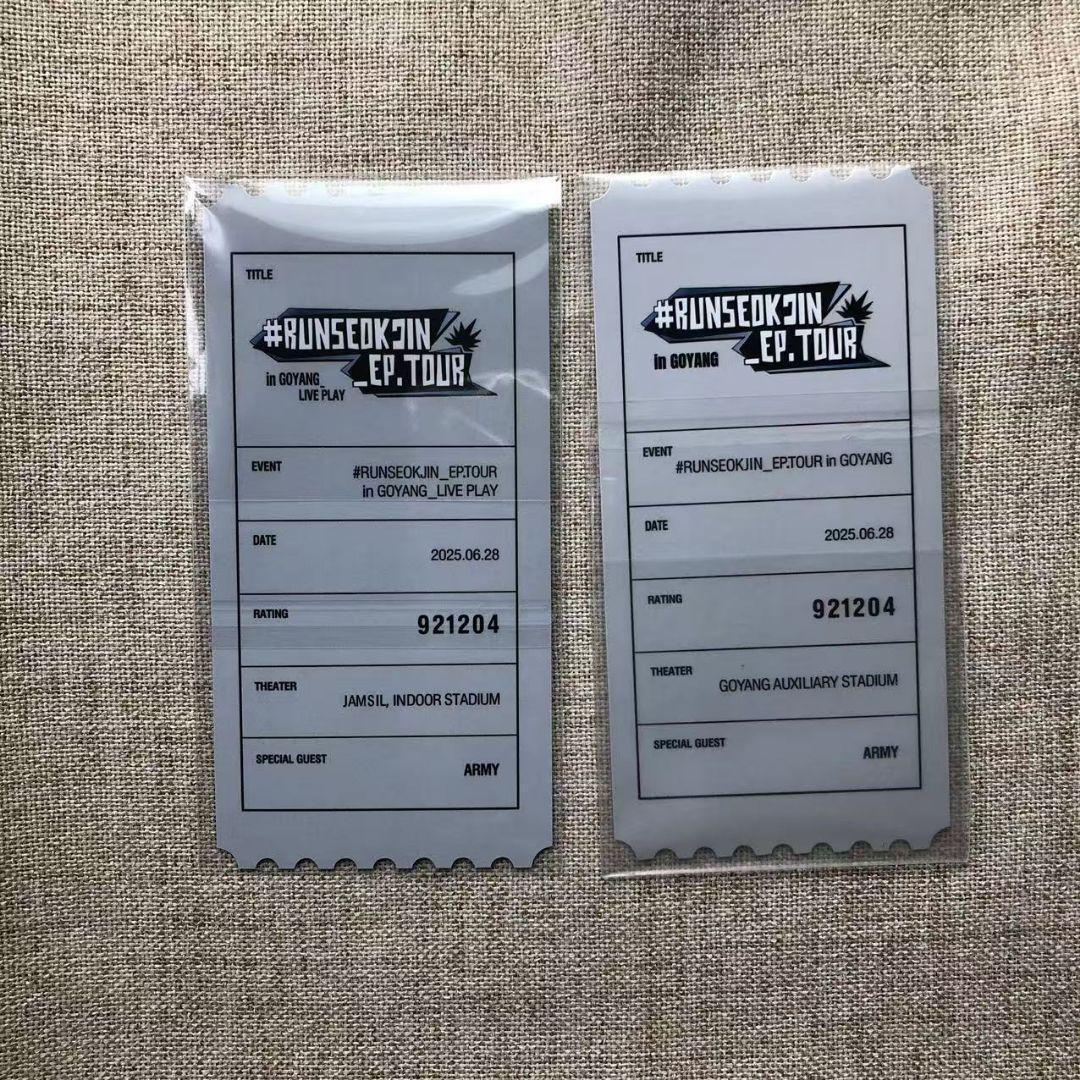 TITLE
#RUNSEOKJIN
_EP.TOUR
in GOYANG_
LIVE PLAY
EVENT
#RUNSEOKJIN_EP.TOUR
in GOYANG_LIVE PLAY
DATE
2025.06.28
RATING
921204
THEATER
JAMSIL, INDOOR STADIUM
SPECIAL GUEST
ARMY
TITLE
#RUNSEOKJIN
_EP.TOUR
in GOYANG
EVENT
#RUNSEOKJIN_EP.TOUR in GOYANG
DATE
2025.06.28
RATING
921204
THEATER
GOYANG AUXILIARY STADIUM
SPECIAL GUEST
ARMY